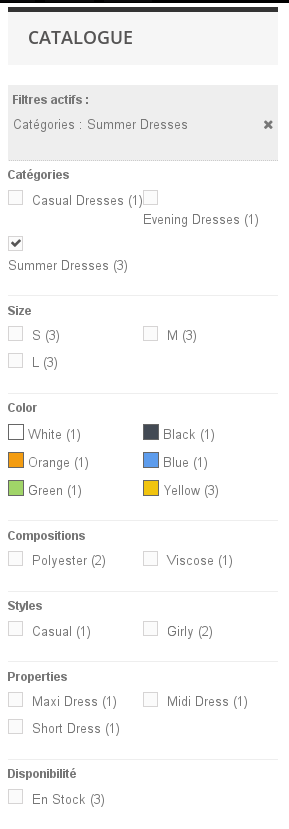 CATALOGUE
Filtres actifs :
Catégories : Summer Dresses
Catégories
Casual Dresses (1)
Evening Dresses (1)
Summer Dresses (3)
Size
S (3) M (3)
L (3)
Color
White (1) Black (1)
Orange (1) Blue (1)
Green (1) Yellow (3)
Compositions
Polyester (2) Viscose (1)
Styles
Casual (1) Girly (2)
Properties
Maxi Dress (1) Midi Dress (1)
Short Dress (1)
Disponibilité
En Stock (3)